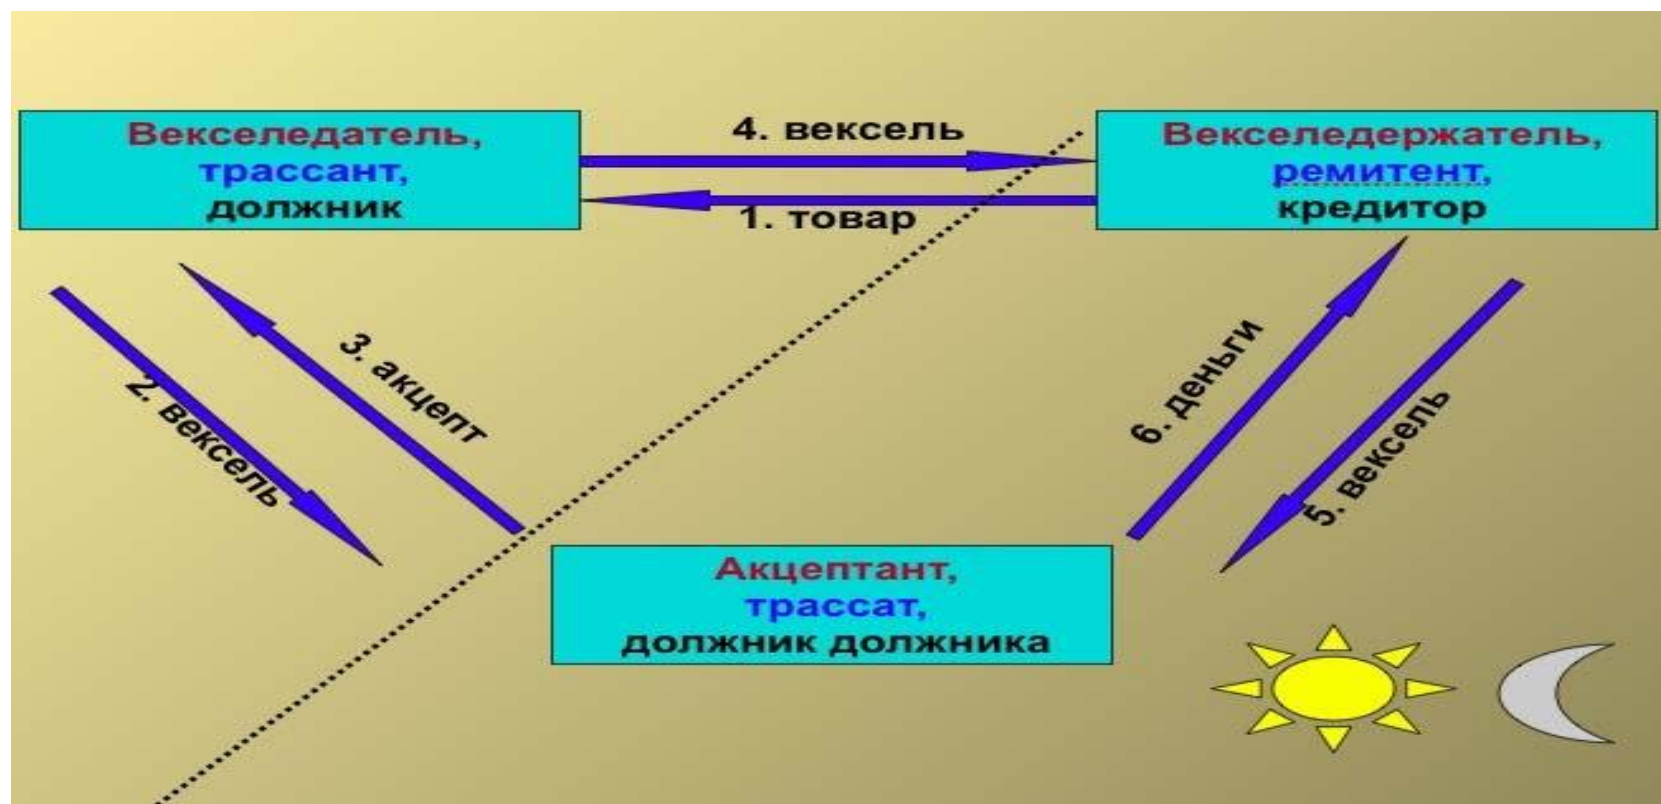 Векселедатель,
трассант,
должник
4. вексель
1. товар
Векселедержатель,
ремитент,
кредитор
2. вексель
3. акцепт
6. деньги
5. вексель
Акцептант,
трассат,
должник должника